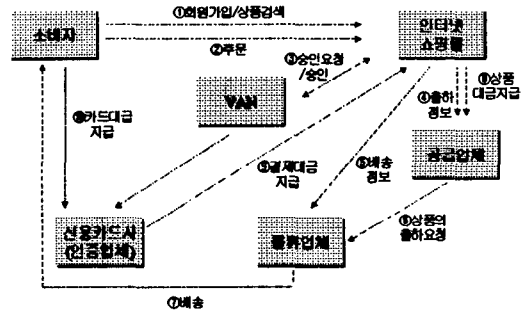 ①회원가입/상품검색
소비자
②주문
인터넷
쇼핑몰
③승인요청
/승인
VAN
④출하
정보
상품
대금지급
카드대금
지급
결제대금
지급
⑤배송
정보
공급업체
⑥상품의
출하요청
신용카드사
(인증업체)
물류업체
⑦배송